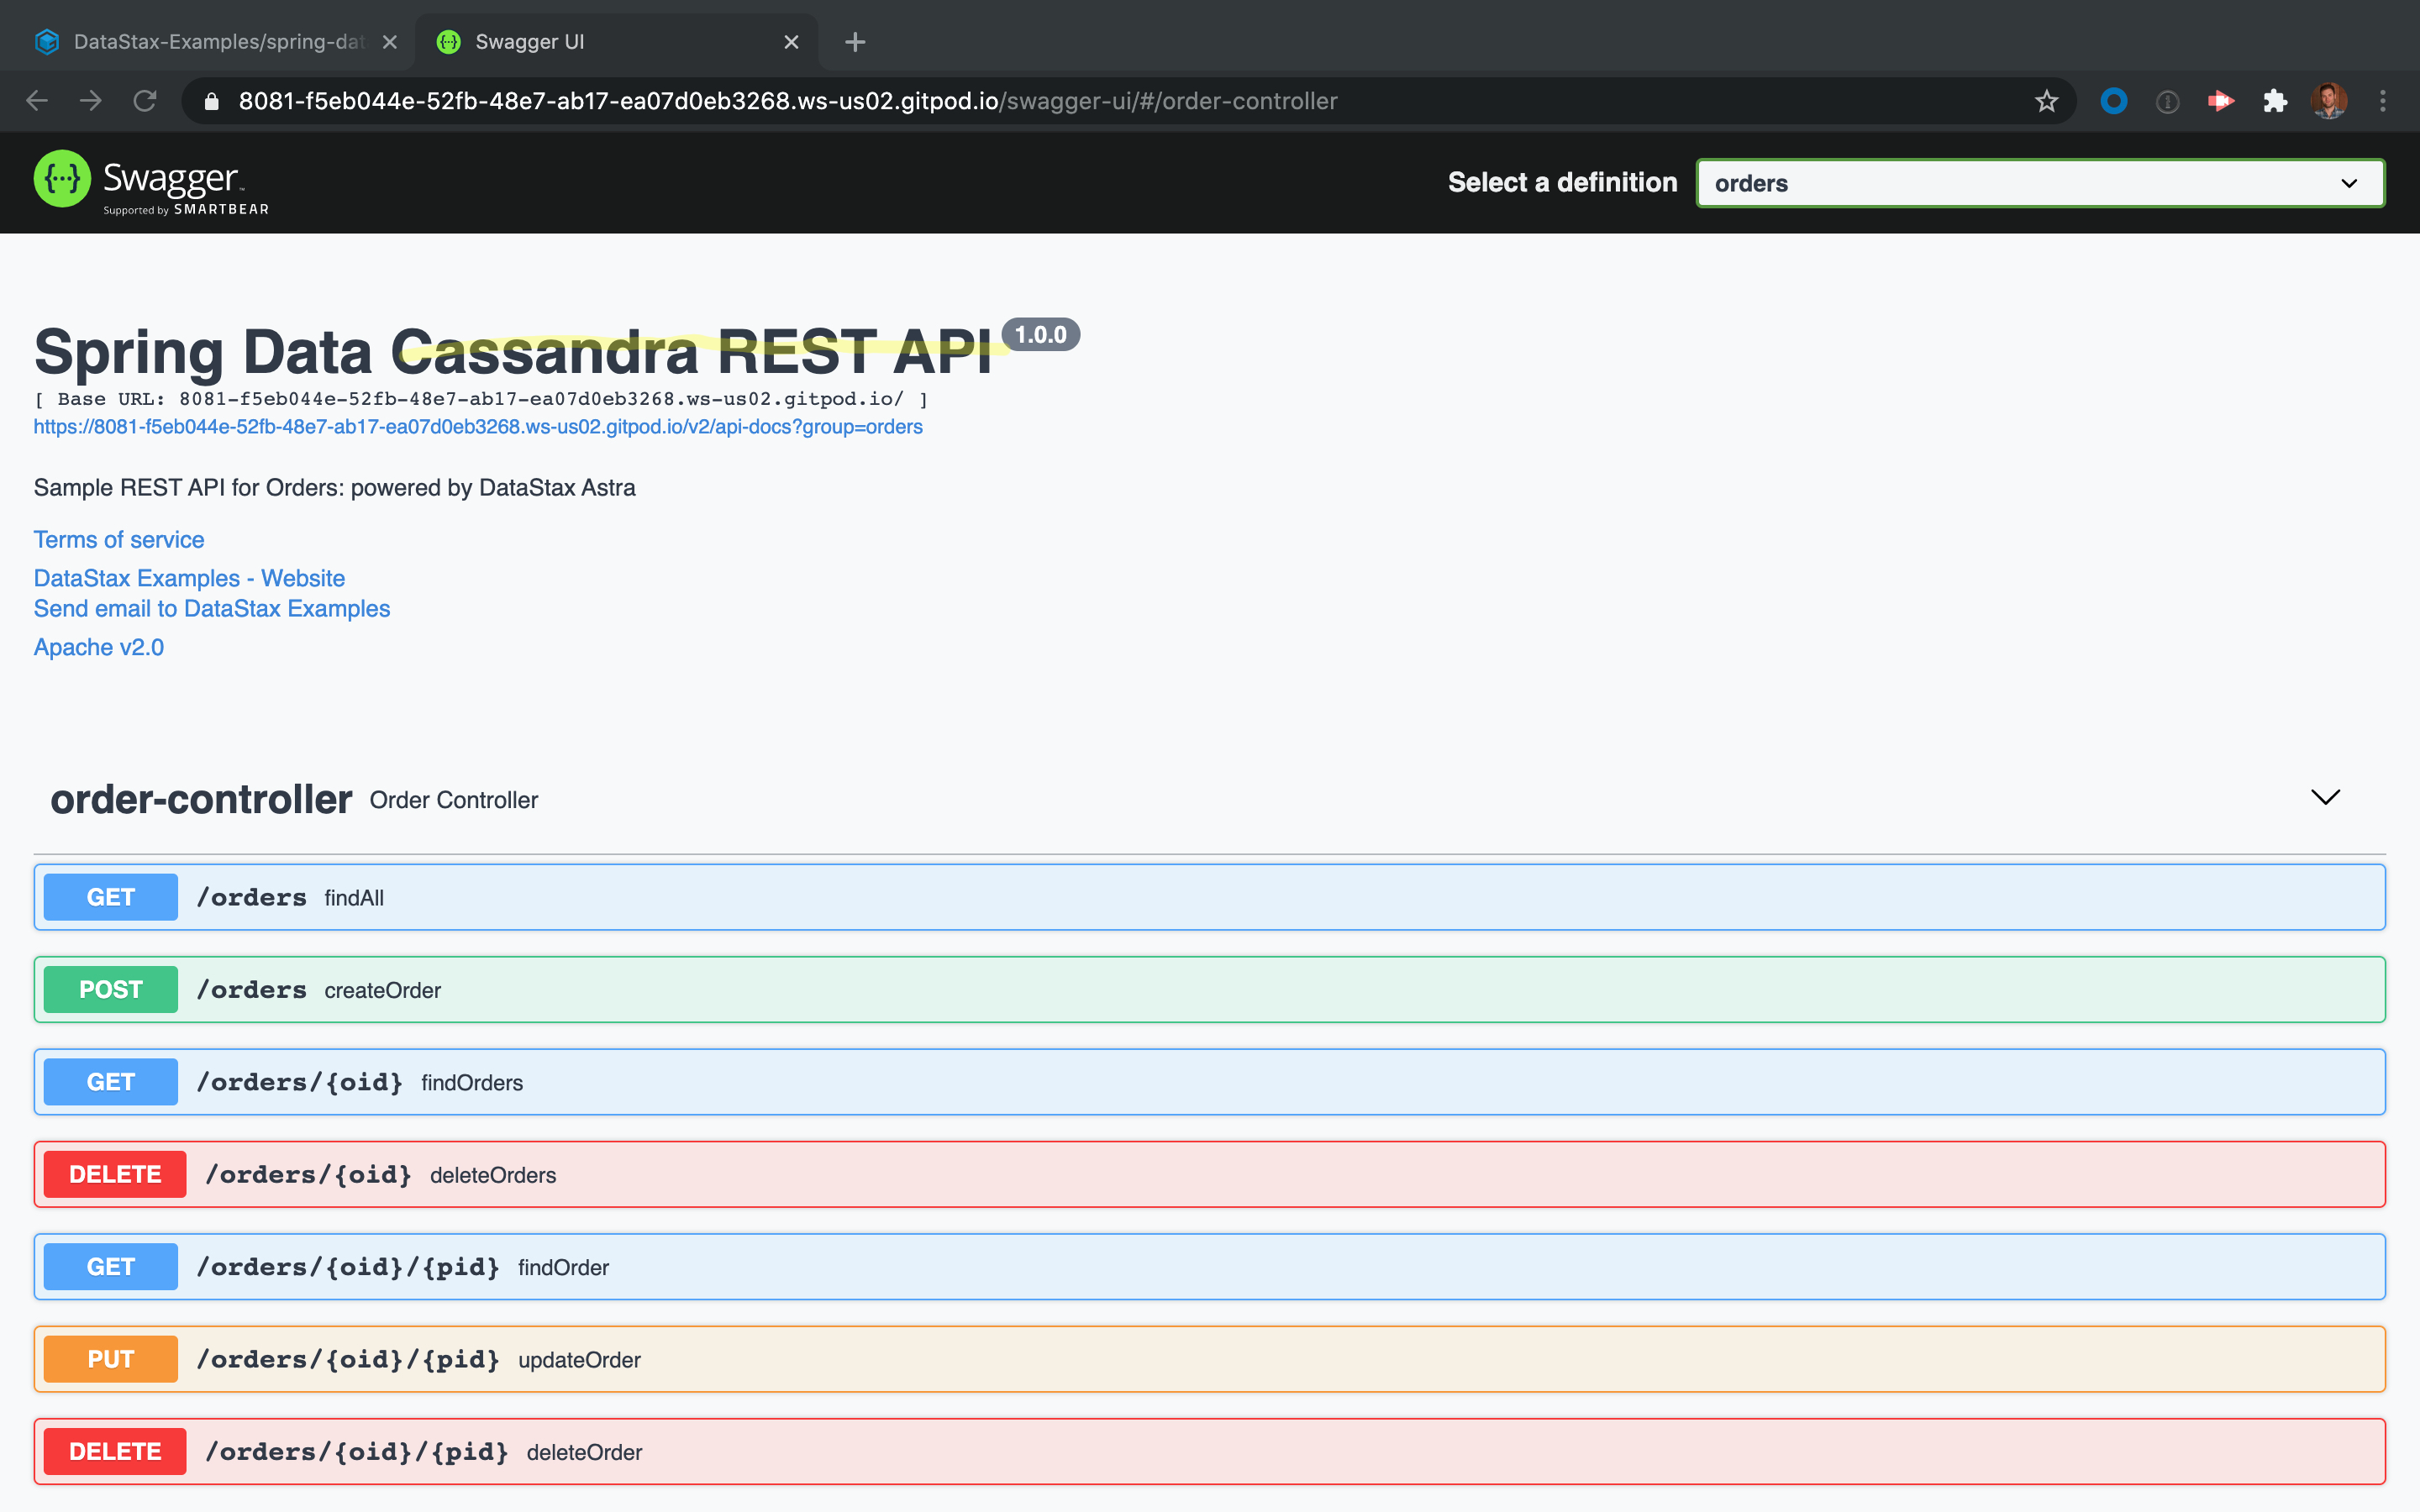 DataStax-Examples/spring-dat
Swagger UI
8081-f5eb044e-52fb-48e7-ab17-ea07d0eb3268.ws-us02.gitpod.io/swagger-ui/#/order-controller
{···} Swagger™
Supported by SMARTBEAR
Select a definition
orders
Spring Data Cassandra REST API 1.0.0
[ Base URL: 8081-f5eb044e-52fb-48e7-ab17-ea07d0eb3268.ws-us02.gitpod.io/ ]
https://8081-f5eb044e-52fb-48e7-ab17-ea07d0eb3268.ws-us02.gitpod.io/v2/api-docs?group=orders
Sample REST API for Orders: powered by DataStax Astra
Terms of service
DataStax Examples - Website
Send email to DataStax Examples
Apache v2.0
order-controller Order Controller
GET /orders findAll
POST /orders createOrder
GET /orders/{oid} findOrders
DELETE /orders/{oid} deleteOrders
GET /orders/{oid}/{pid} findOrder
PUT /orders/{oid}/{pid} updateOrder
DELETE /orders/{oid}/{pid} deleteOrder